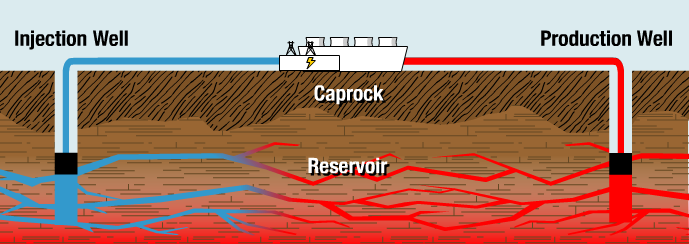 Injection Well
Production Well
Caprock
Reservoir